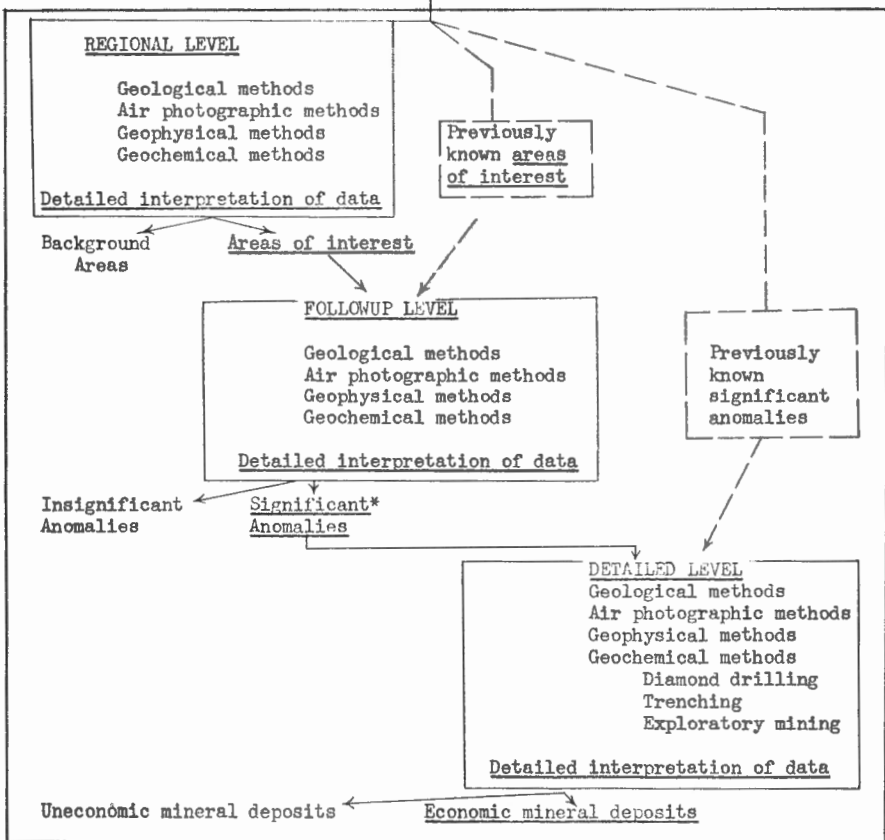 REGIONAL LEVEL
Geological methods
Air photographic methods
Geophysical methods
Geochemical methods
Detailed interpretation of data
Previously
known areas
of interest
Background
Areas
Areas of interest
FOLLOWUP LEVEL
Geological methods
Air photographic methods
Geophysical methods
Geochemical methods
Detailed interpretation of data
Previously
known
significant
anomalies
Insignificant
Anomalies
Significant*
Anomalies
DETAILED LEVEL
Geological methods
Air photographic methods
Geophysical methods
Geochemical methods
Diamond drilling
Trenching
Exploratory mining
Detailed interpretation of data
Uneconomic mineral deposits
Economic mineral deposits